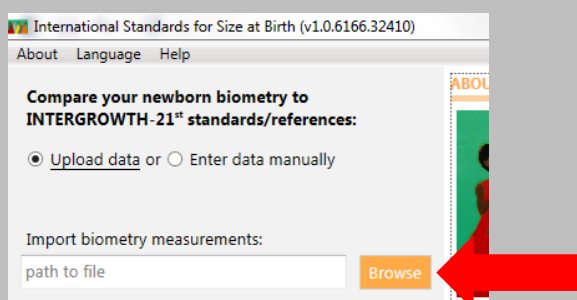 International Standards for Size at Birth (v1.0.6166.32410)
About Language Help
ABOU
Compare your newborn biometry to
INTERGROWTH-21st standards/references:
Upload data or Enter data manually
Import biometry measurements:
path to file Browse